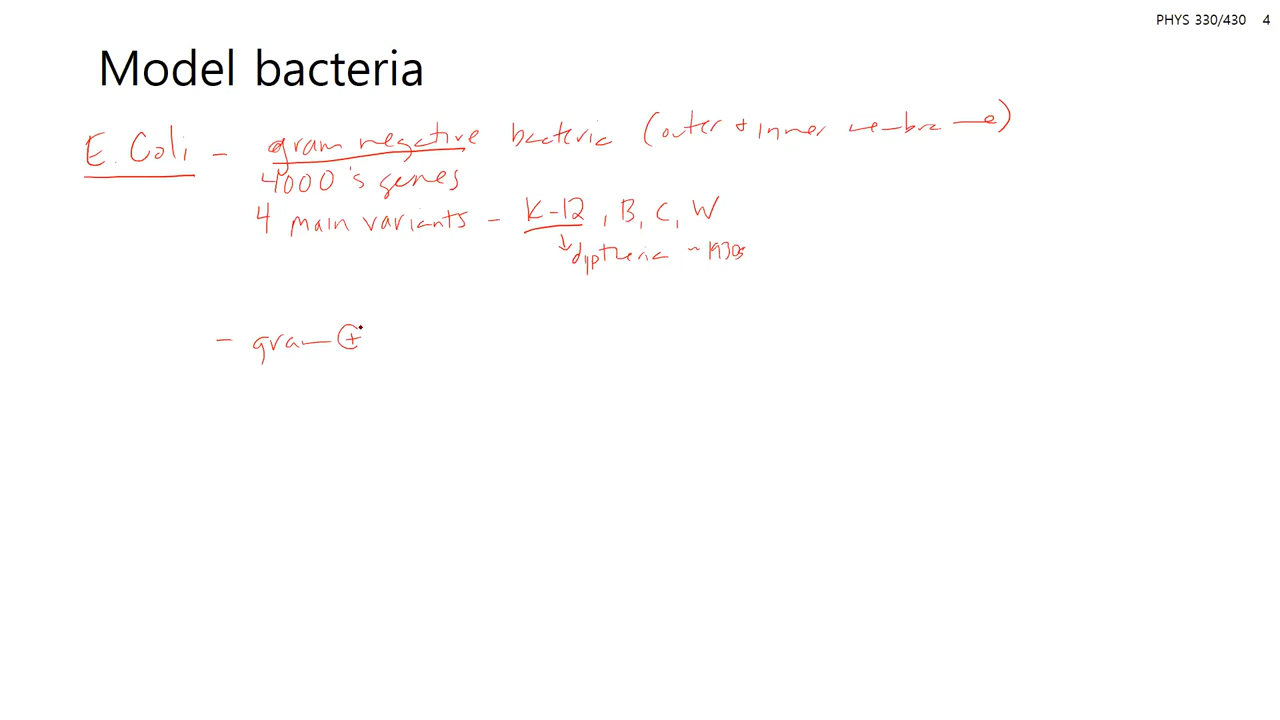 PHYS 330/430 4
Model bacteria
E. Coli - gram negative bacteria (outer + inner membrane)
4000's genes
4 main variants - K-12, B, C, W
↓ dyptheria ~1930s
- gram ⊕